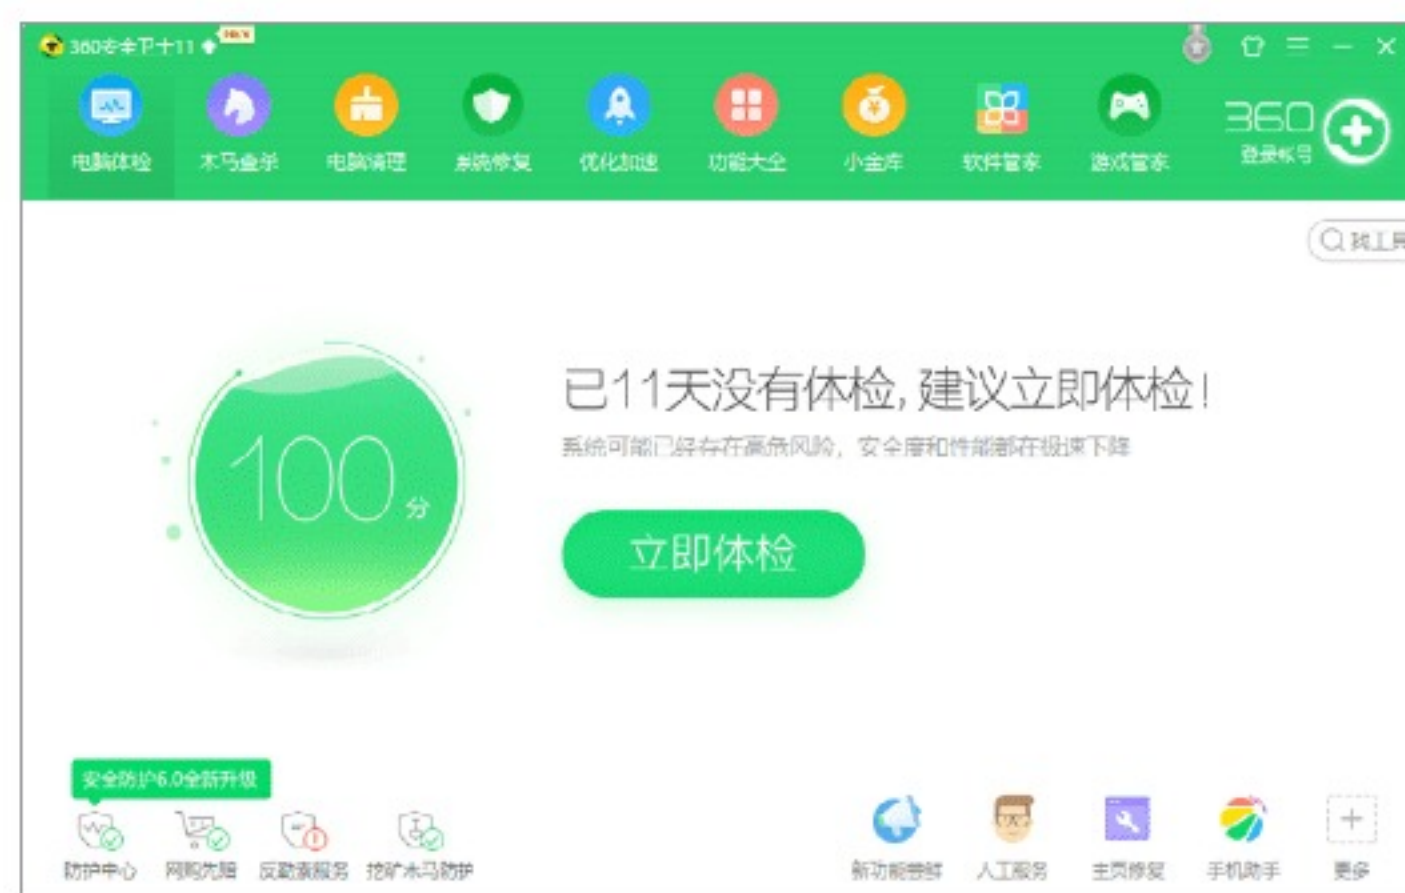 360安全卫士11
电脑体检 木马查杀 电脑清理 系统修复 优化加速 功能大全 小金库 软件管家 游戏管家
360
登录帐号
找工具
已11天没有体检,建议立即体检!
系统可能已经存在高危风险,安全度和性能都在极速下降
100分
立即体检
安全防护6.0全新升级
防护中心 网购先赔 反勒索服务 挖矿木马防护 新功能尝鲜 人工服务 主页修复 手机助手 更多